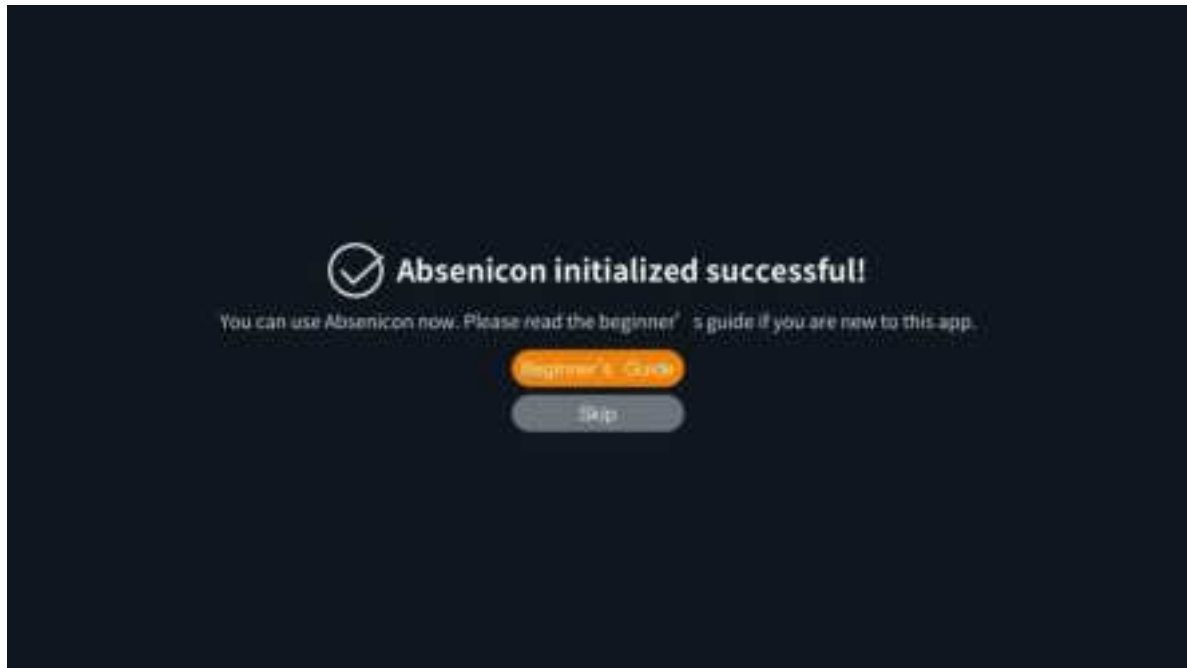 Absenicon initialized successful!
You can use Absenicon now. Please read the beginner’ s guide if you are new to this app.
Beginner’s Guide
Skip